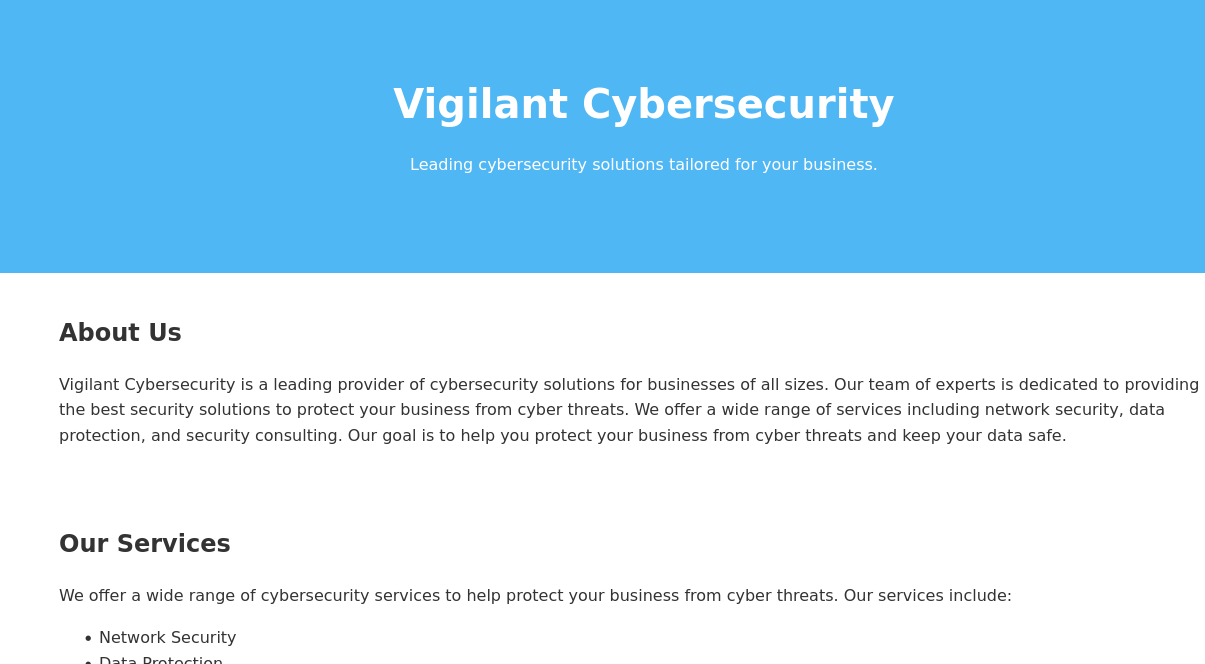 Vigilant Cybersecurity
Leading cybersecurity solutions tailored for your business.
About Us
Vigilant Cybersecurity is a leading provider of cybersecurity solutions for businesses of all sizes. Our team of experts is dedicated to providing
the best security solutions to protect your business from cyber threats. We offer a wide range of services including network security, data
protection, and security consulting. Our goal is to help you protect your business from cyber threats and keep your data safe.
Our Services
We offer a wide range of cybersecurity services to help protect your business from cyber threats. Our services include:
• Network Security
• Data Protection